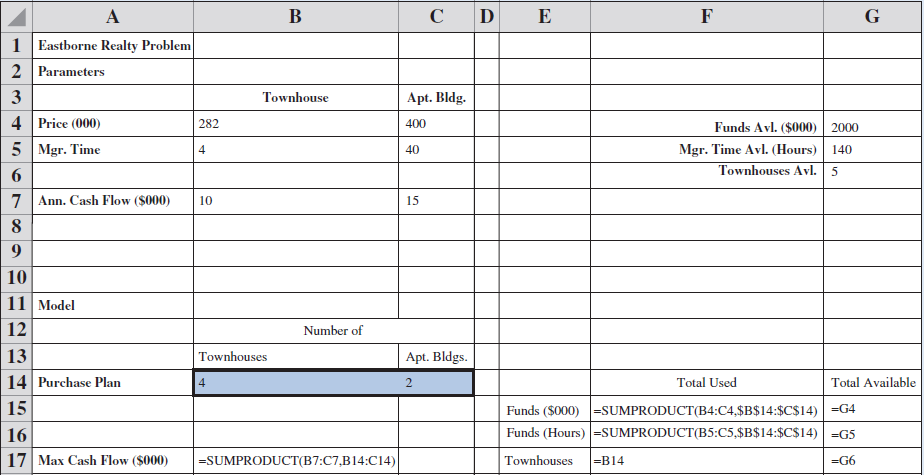 A B C D E F G
1 Eastborne Realty Problem
2 Parameters
3 Townhouse Apt. Bldg.
4 Price (000) 282 400 Funds Avl. ($000) 2000
5 Mgr. Time 4 40 Mgr. Time Avl. (Hours) 140
6 Townhouses Avl. 5
7 Ann. Cash Flow ($000) 10 15
8
9
10
11 Model
12 Number of
13 Townhouses Apt. Bldgs.
14 Purchase Plan 4 2 Total Used Total Available
15 Funds ($000) =SUMPRODUCT(B4:C4,$B$14:$C$14) =G4
16 Funds (Hours) =SUMPRODUCT(B5:C5,$B$14:$C$14) =G5
17 Max Cash Flow ($000) =SUMPRODUCT(B7:C7,B14:C14) Townhouses =B14 =G6